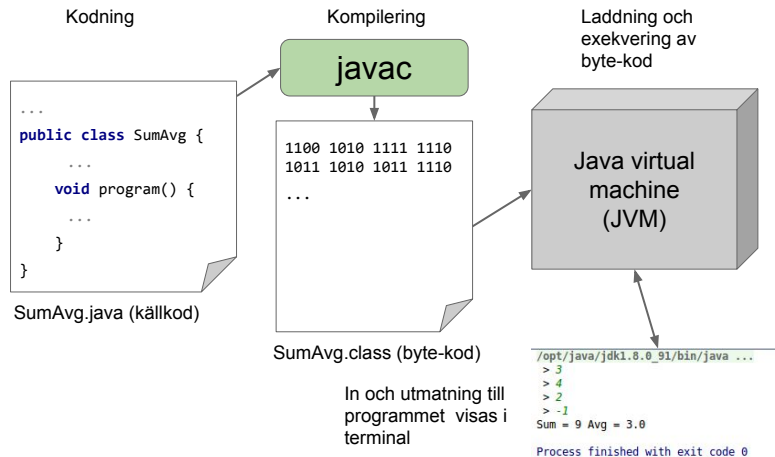 Kodning
Kompilering
Laddning och
exekvering av
byte-kod
javac
...
public class SumAvg {
...
void program() {
...
}
}
SumAvg.java (källkod)
1100 1010 1111 1110
1011 1010 1011 1110
...
SumAvg.class (byte-kod)
Java virtual
machine
(JVM)
In och utmatning till
programmet visas i
terminal
/opt/java/jdk1.8.0_91/bin/java ...
> 3
> 4
> 2
> -1
Sum = 9 Avg = 3.0
Process finished with exit code 0